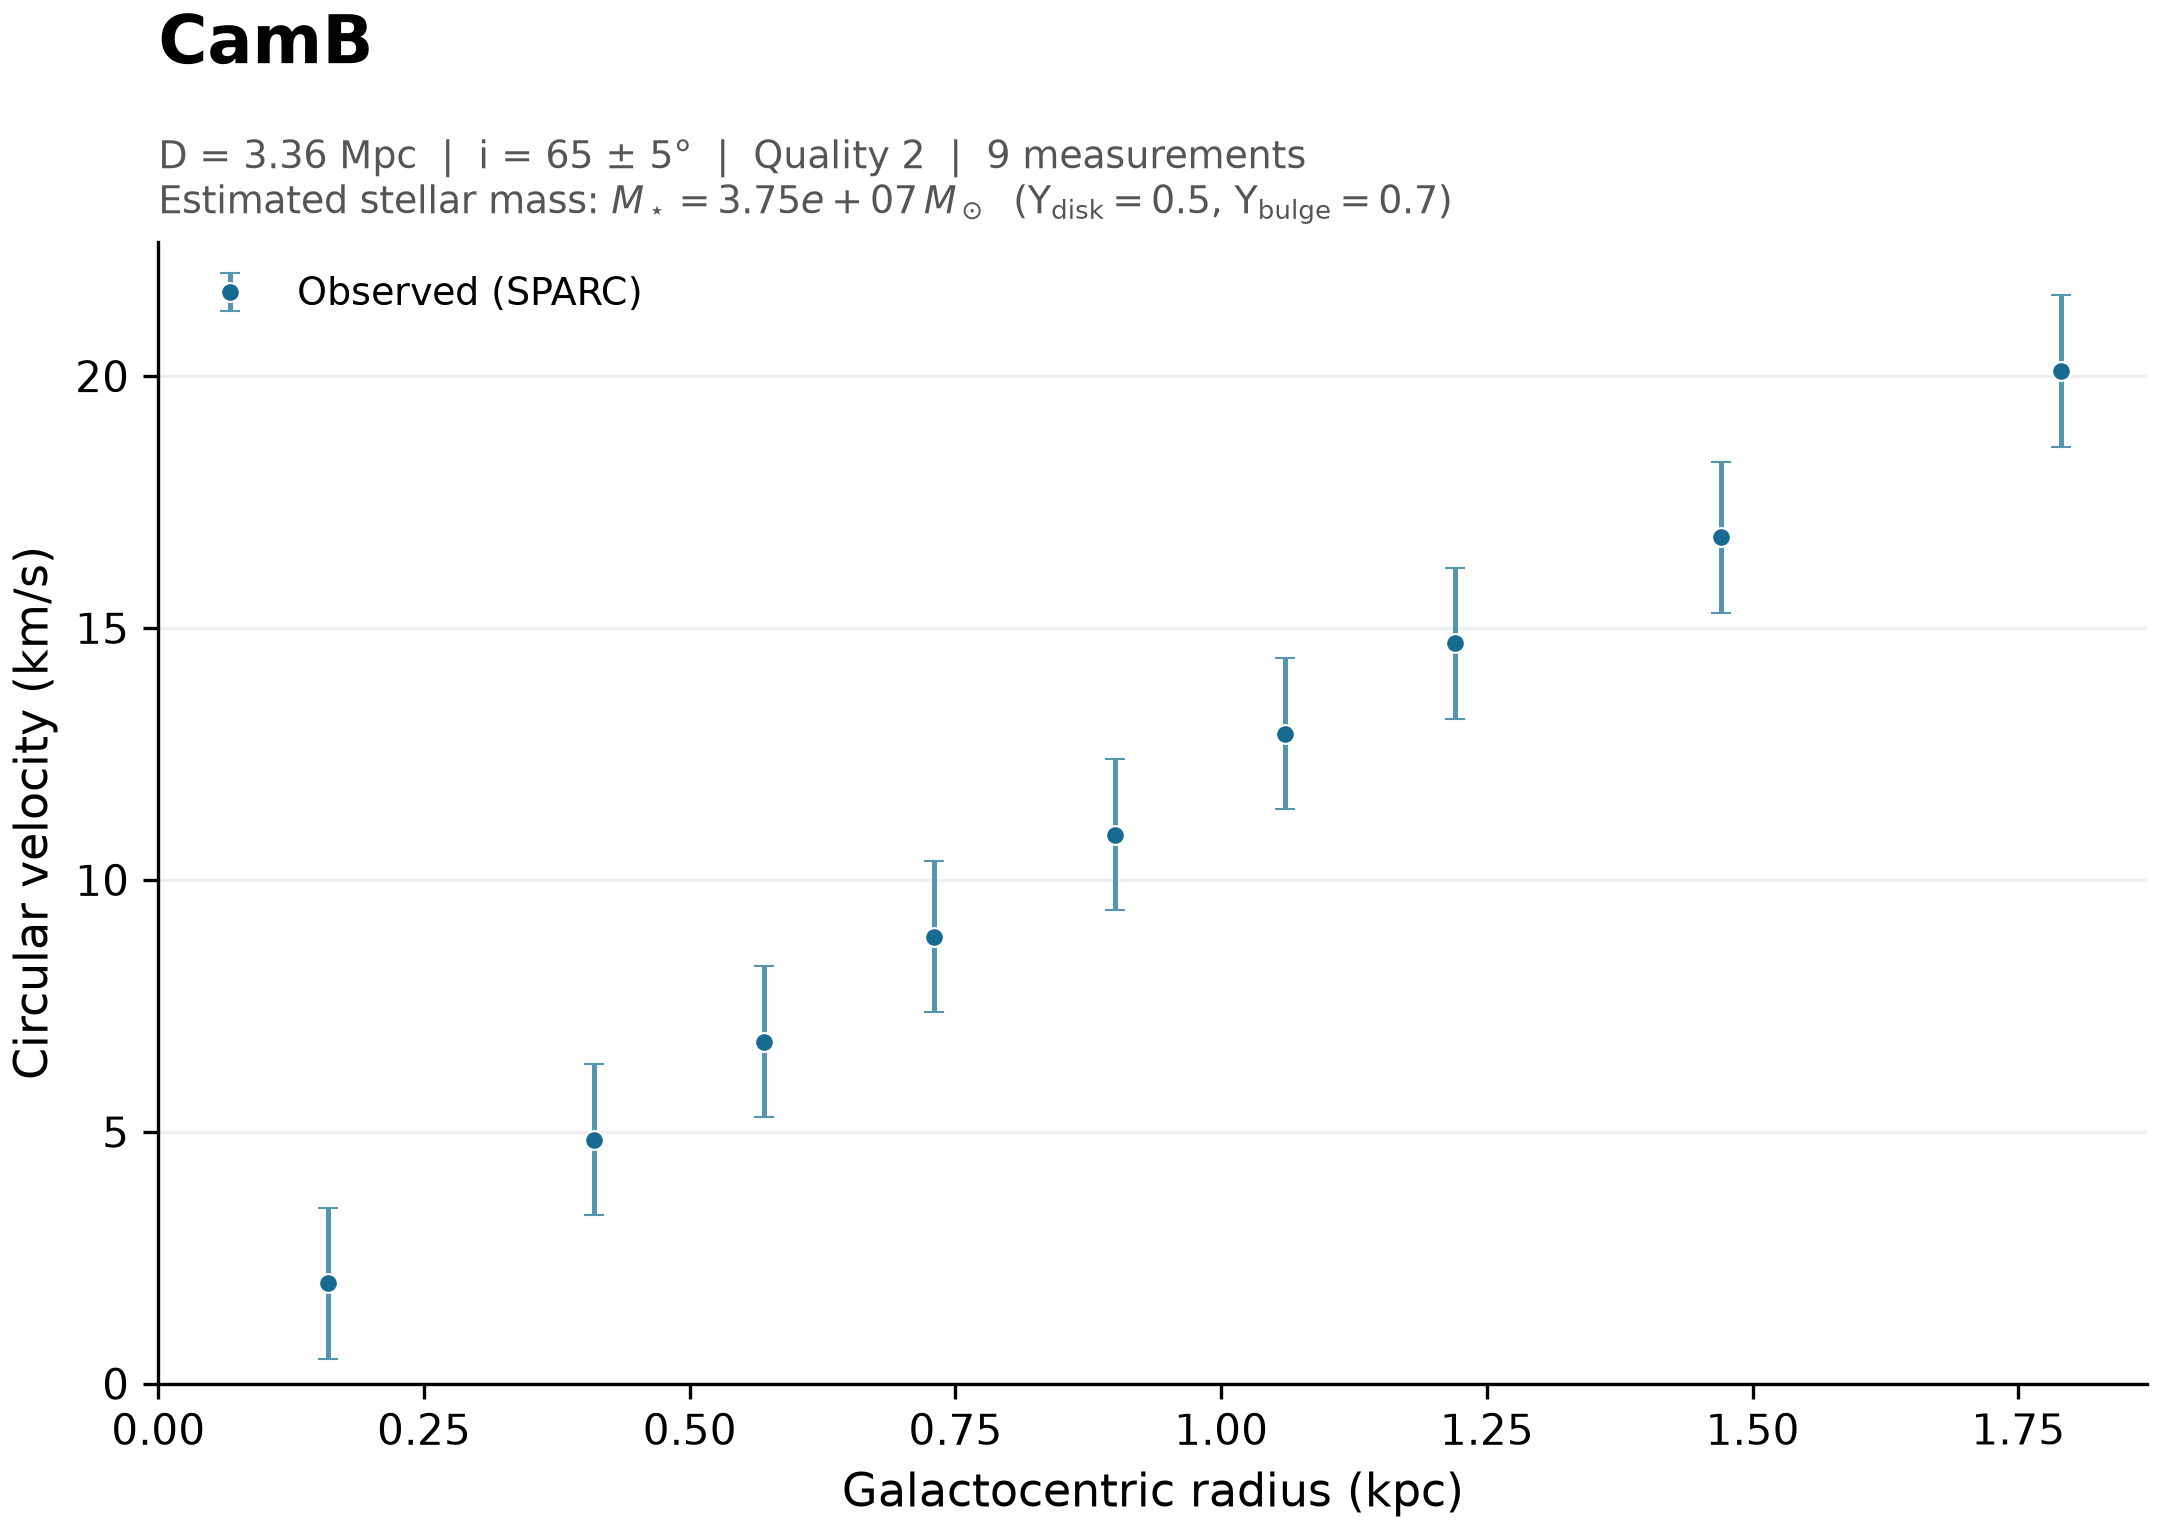 CamB
D = 3.36 Mpc | i = 65 ± 5° | Quality 2 | 9 measurements
Estimated stellar mass: M⋆ = 3.75e + 07 M⊙ (Υdisk = 0.5, Υbulge = 0.7)
Observed (SPARC)
20
15
10
5
0
Circular velocity (km/s)
0.00 0.25 0.50 0.75 1.00 1.25 1.50 1.75
Galactocentric radius (kpc)